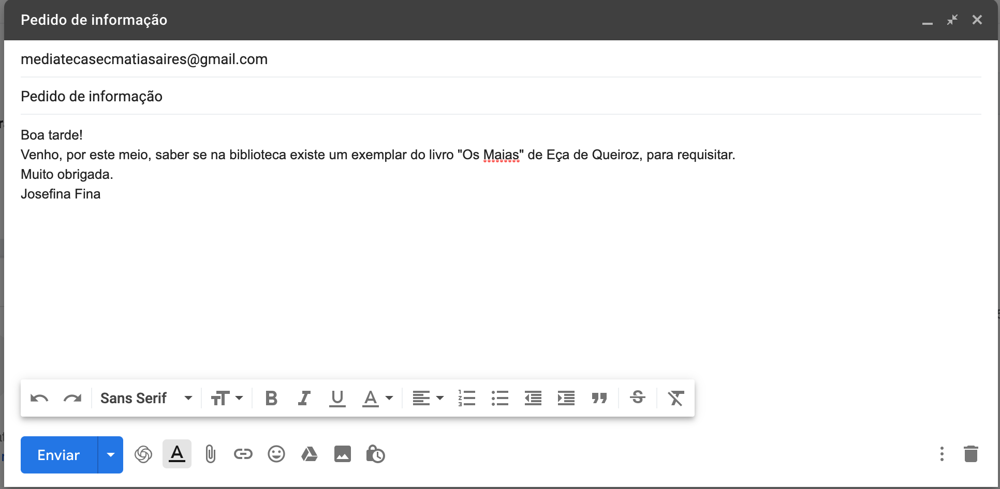 Pedido de informação
mediatecasecmatiasaires@gmail.com
Pedido de informação
Boa tarde!
Venho, por este meio, saber se na biblioteca existe um exemplar do livro "Os Maias" de Eça de Queiroz, para requisitar.
Muito obrigada.
Josefina Fina
Sans Serif
Enviar